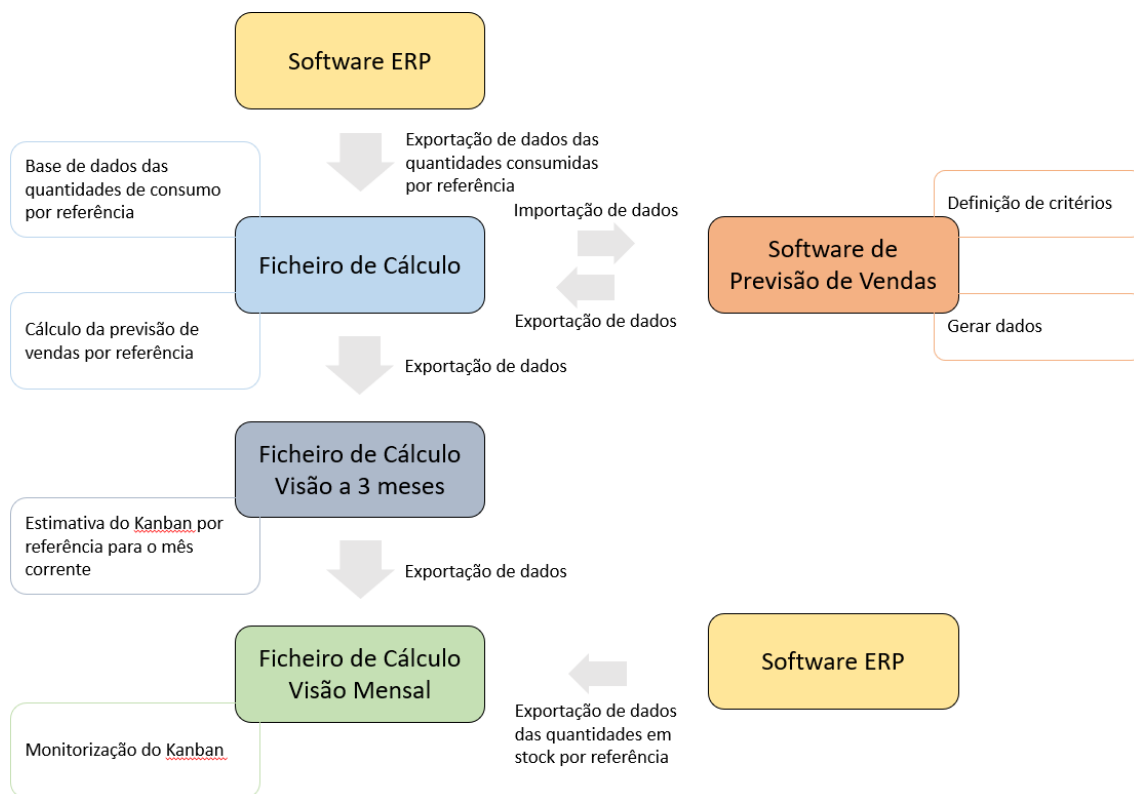 Software ERP
Exportação de dados das
quantidades consumidas
por referência
Base de dados das
quantidades de consumo
por referência
Importação de dados
Definição de critérios
Ficheiro de Cálculo
Software de
Previsão de Vendas
Exportação de dados
Gerar dados
Cálculo da previsão de
vendas por referência
Exportação de dados
Ficheiro de Cálculo
Visão a 3 meses
Estimativa do Kanban por
referência para o mês
corrente
Exportação de dados
Ficheiro de Cálculo
Visão Mensal
Software ERP
Exportação de dados
das quantidades em
stock por referência
Monitorização do Kanban